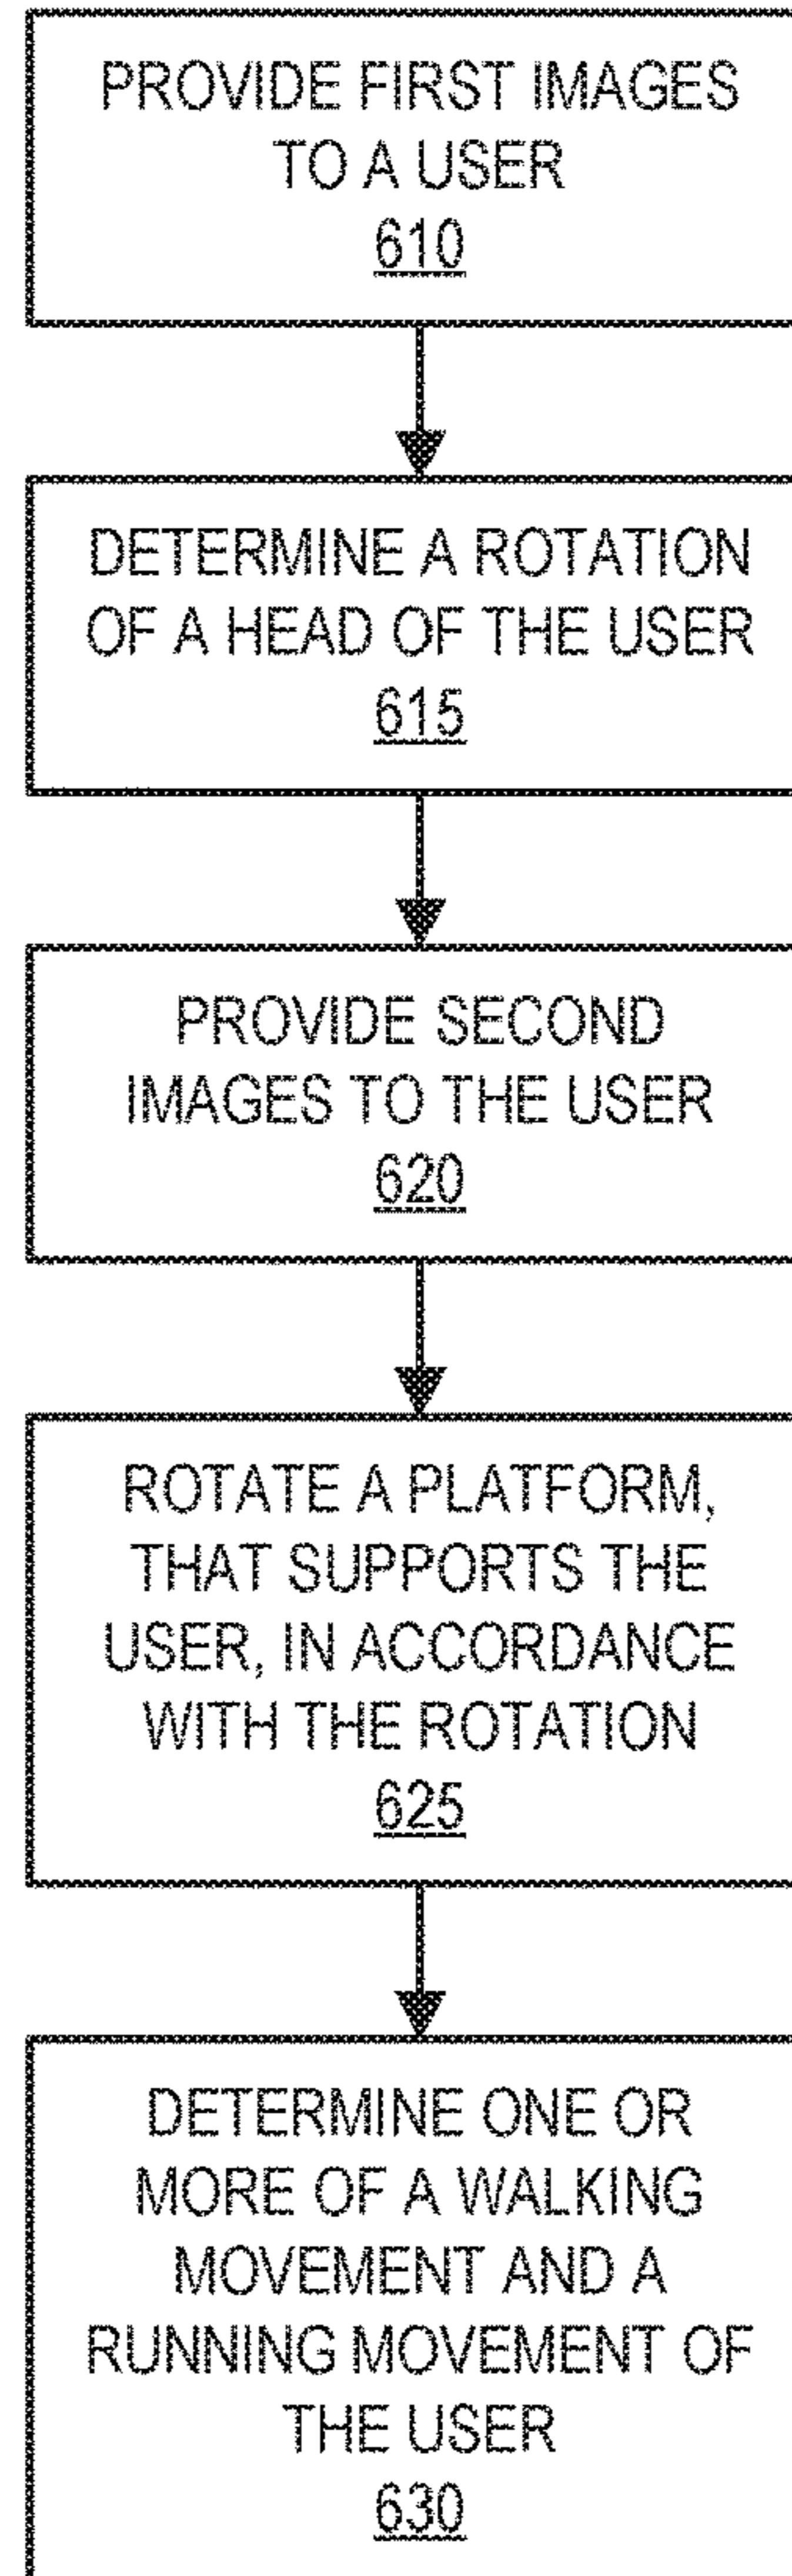 PROVIDE FIRST IMAGES
TO A USER
610
DETERMINE A ROTATION
OF A HEAD OF THE USER
615
PROVIDE SECOND
IMAGES TO THE USER
620
ROTATE A PLATFORM,
THAT SUPPORTS THE
USER, IN ACCORDANCE
WITH THE ROTATION
625
DETERMINE ONE OR
MORE OF A WALKING
MOVEMENT AND A
RUNNING MOVEMENT OF
THE USER
630